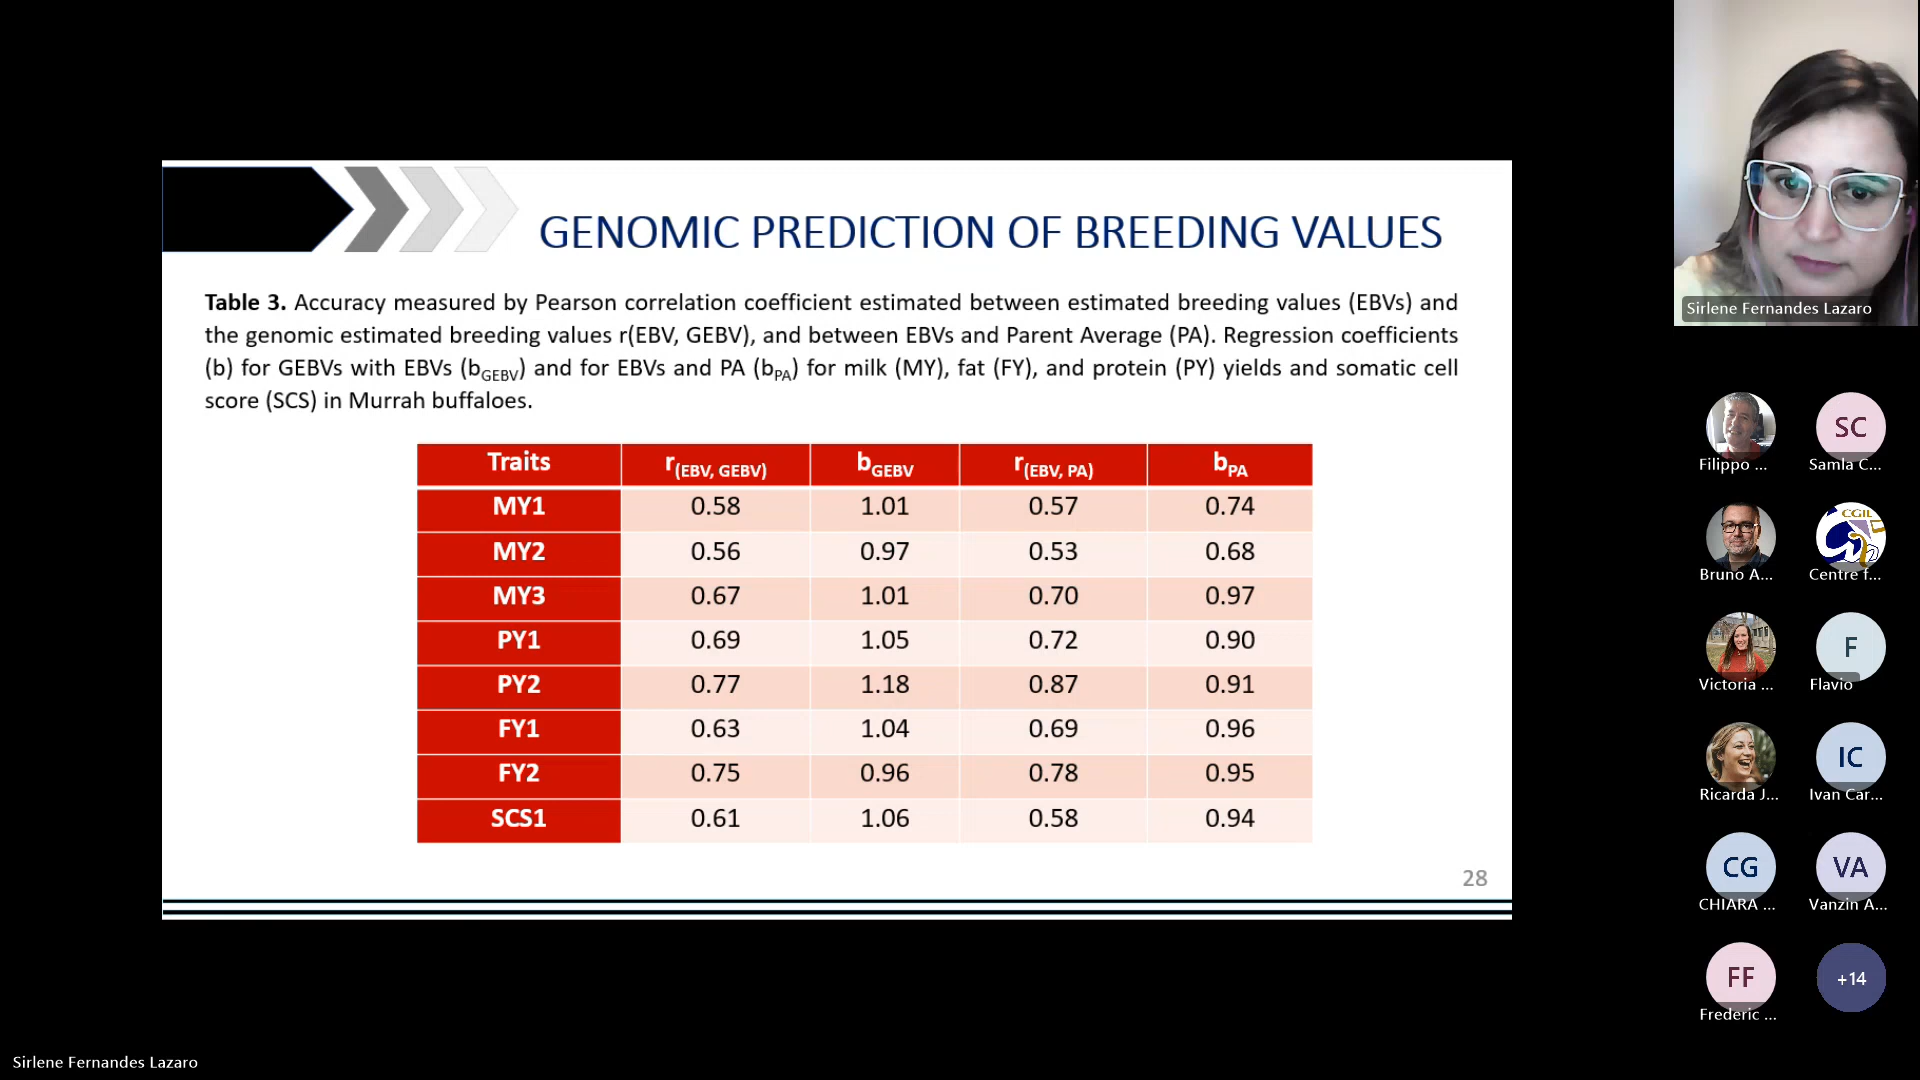 GENOMIC PREDICTION OF BREEDING VALUES
Table 3. Accuracy measured by Pearson correlation coefficient estimated between estimated breeding values (EBVs) and
the genomic estimated breeding values r(EBV, GEBV), and between EBVs and Parent Average (PA). Regression coefficients
(b) for GEBVs with EBVs (bGEBV) and for EBVs and PA (bPA) for milk (MY), fat (FY), and protein (PY) yields and somatic cell
score (SCS) in Murrah buffaloes.
Traits r(EBV, GEBV) bGEBV r(EBV, PA) bPA
MY1 0.58 1.01 0.57 0.74
MY2 0.56 0.97 0.53 0.68
MY3 0.67 1.01 0.70 0.97
PY1 0.69 1.05 0.72 0.90
PY2 0.77 1.18 0.87 0.91
FY1 0.63 1.04 0.69 0.96
FY2 0.75 0.96 0.78 0.95
SCS1 0.61 1.06 0.58 0.94
28
Sirlene Fernandes Lazaro
SC
Filippo ... Samla C...
CGIL
Bruno A... Centre f...
F
Victoria ... Flavio
IC
Ricarda J... Ivan Car...
CG VA
CHIARA ... Vanzin A...
FF +14
Frederic ...
Sirlene Fernandes Lazaro